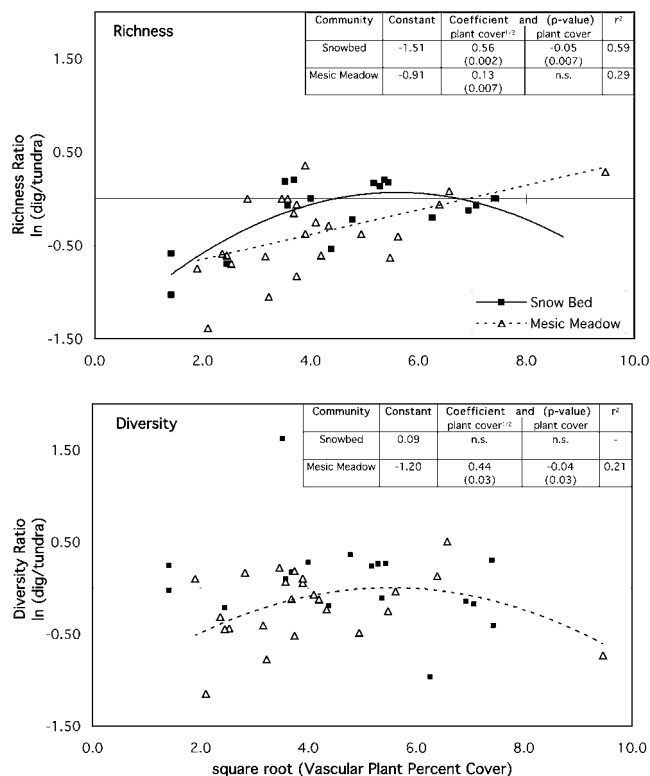 Richness
Community Constant Coefficient and (p-value) r²
plant cover¹/² plant cover
Snowbed -1.51 0.56 -0.05 0.59
(0.002) (0.007)
Mesic Meadow -0.91 0.13 n.s. 0.29
(0.007)
1.50
0.50
-0.50
-1.50
Richness Ratio
ln (dig/tundra)
Snow Bed
Mesic Meadow
0.0 2.0 4.0 6.0 8.0 10.0
Diversity
Community Constant Coefficient and (p-value) r²
plant cover¹/² plant cover
Snowbed 0.09 n.s. n.s. -
Mesic Meadow -1.20 0.44 -0.04 0.21
(0.03) (0.03)
1.50
0.50
-0.50
-1.50
Diversity Ratio
ln (dig/tundra)
0.0 2.0 4.0 6.0 8.0 10.0
square root (Vascular Plant Percent Cover)